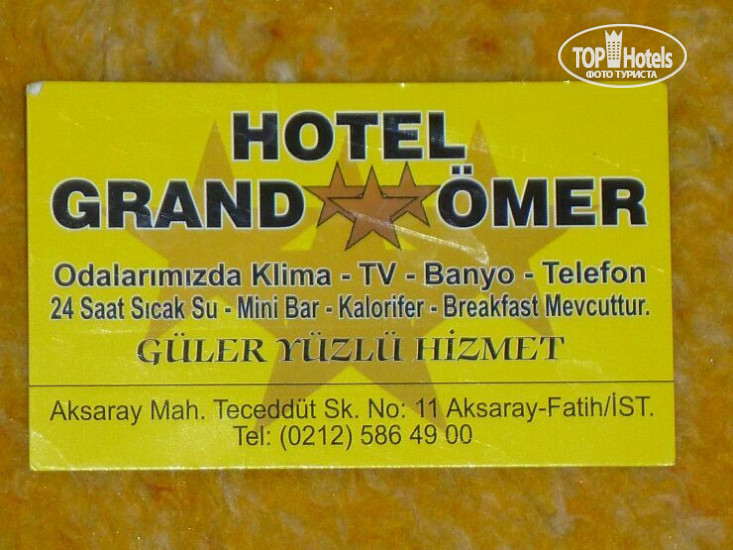 TOP Hotels
ФОТО ТУРИСТА
HOTEL
GRAND ÖMER
Odalarımızda Klima - TV - Banyo - Telefon
24 Saat Sıcak Su - Mini Bar - Kalorifer - Breakfast Mevcuttur.
GÜLER YÜZLÜ HİZMET
Aksaray Mah. Teceddüt Sk. No: 11 Aksaray-Fatih/İST.
Tel: (0212) 586 49 00